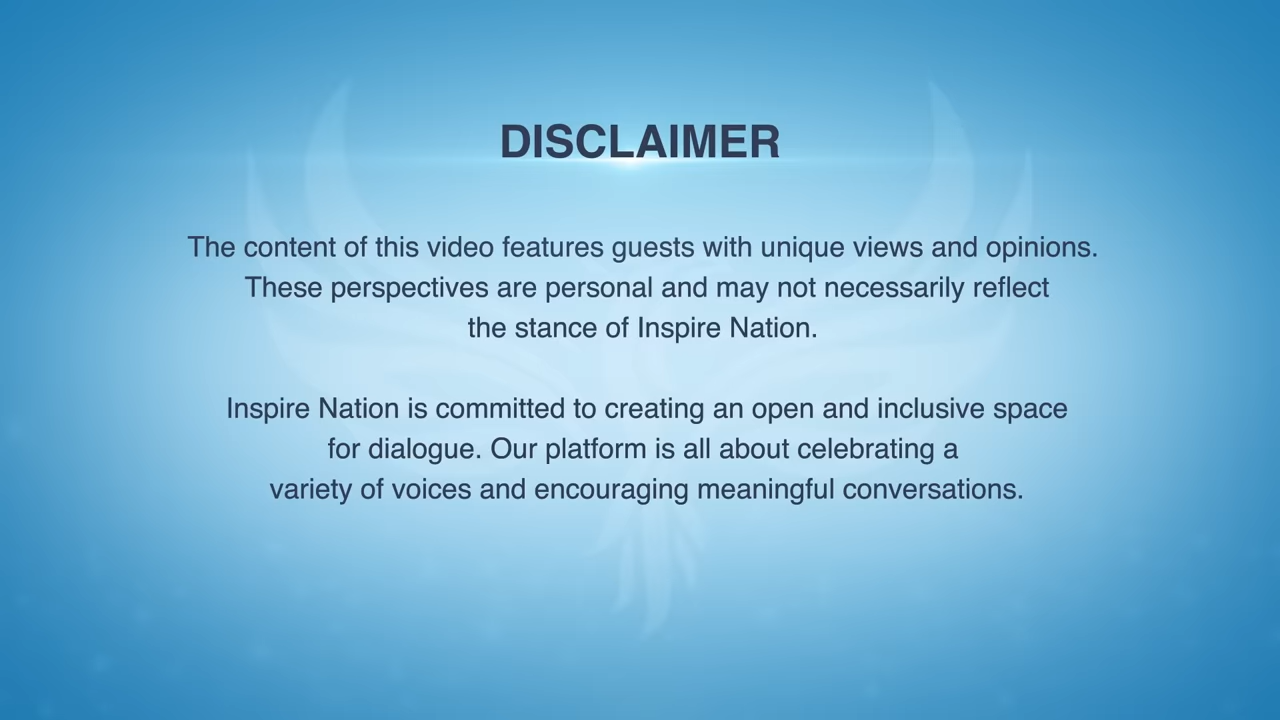 DISCLAIMER
The content of this video features guests with unique views and opinions.
These perspectives are personal and may not necessarily reflect
the stance of Inspire Nation.
Inspire Nation is committed to creating an open and inclusive space
for dialogue. Our platform is all about celebrating a
variety of voices and encouraging meaningful conversations.